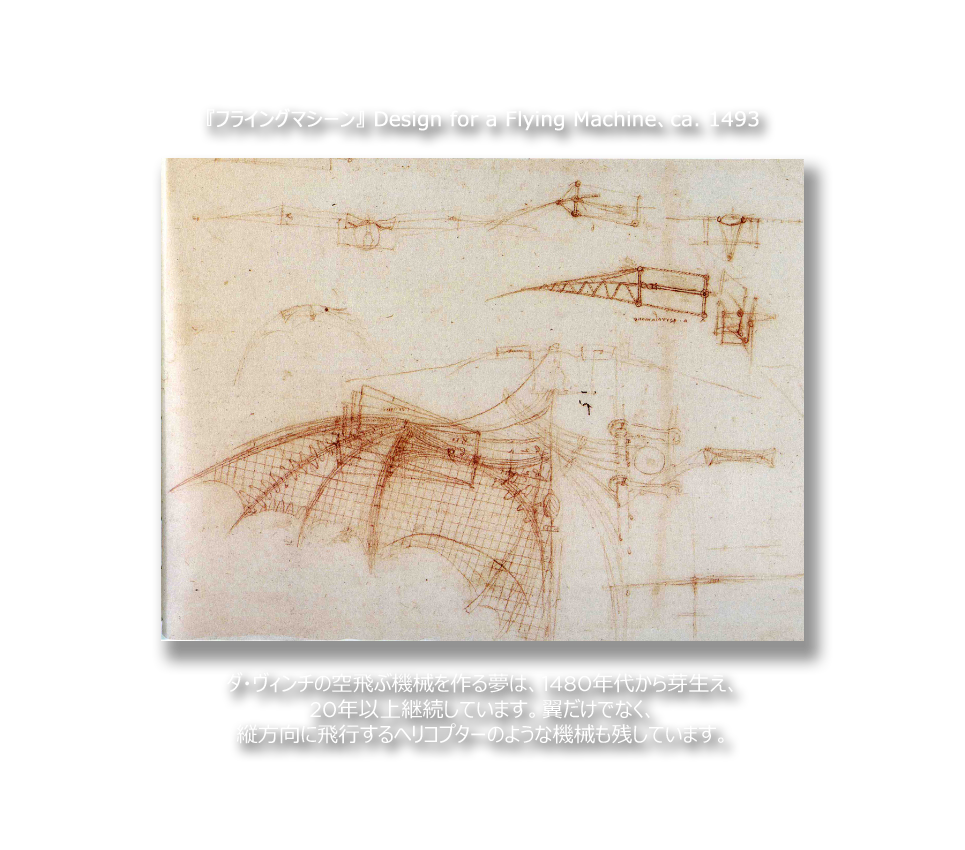 『フライングマシーン』 Design for a Flying Machine、ca. 1493
ダ・ヴィンチの空飛ぶ機械を作る夢は、1480年代から芽生え、
20年以上継続しています。翼だけでなく、
縦方向に飛行するヘリコプターのような機械も残しています。